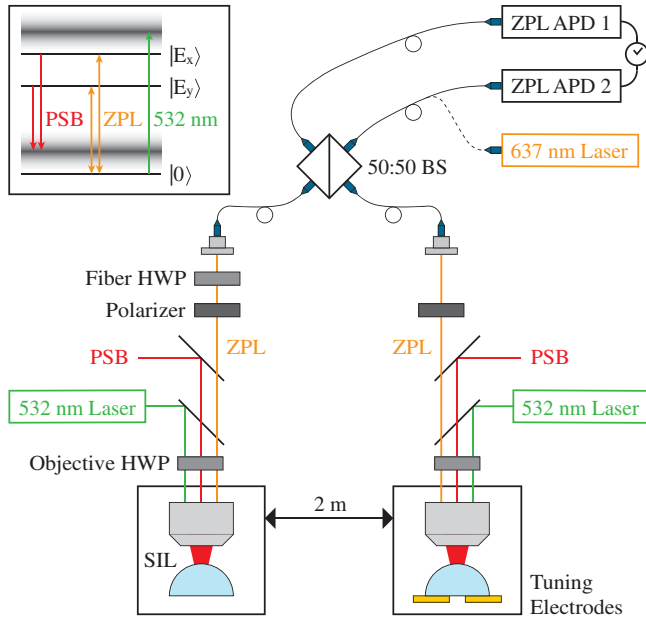 ZPL APD 1
|Eₓ⟩
|Eᵧ⟩
ZPL APD 2
PSB
ZPL
532 nm
637 nm Laser
50:50 BS
|0⟩
Fiber HWP
Polarizer
PSB
ZPL
ZPL
PSB
532 nm Laser
532 nm Laser
Objective HWP
2 m
SIL
Tuning
Electrodes